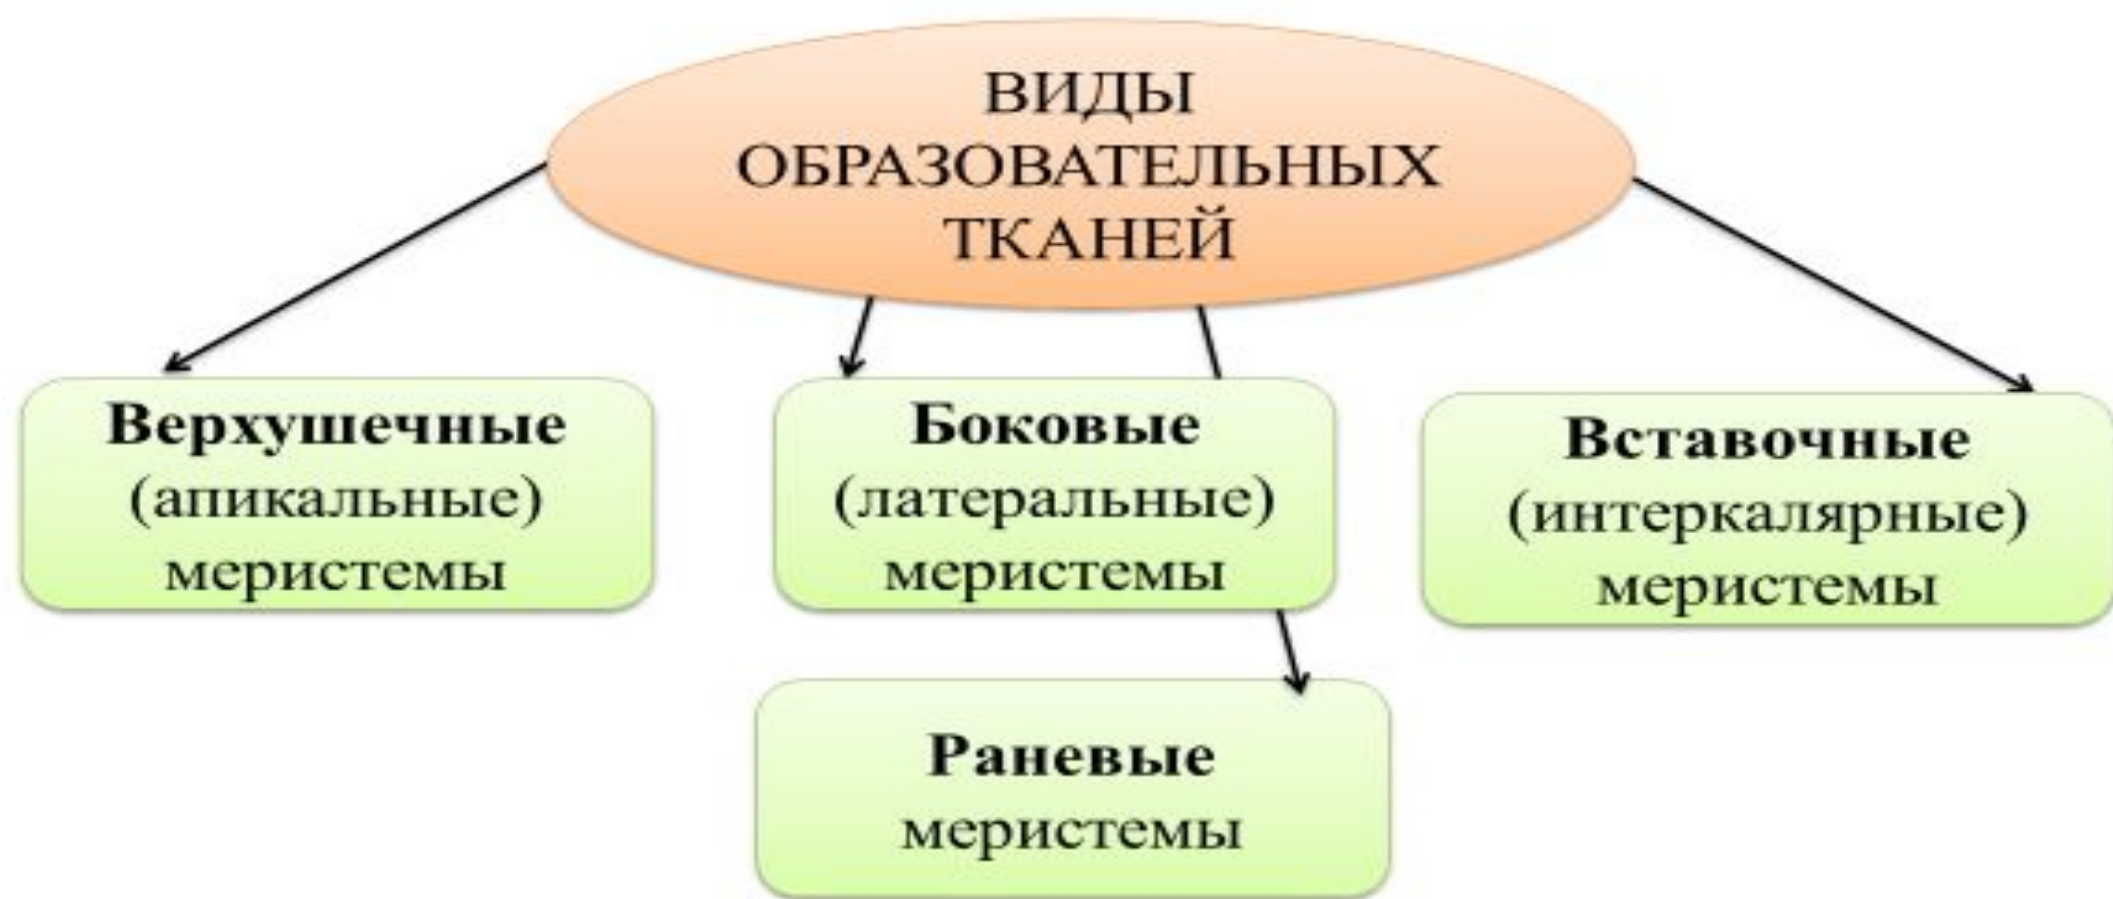 ВИДЫ
ОБРАЗОВАТЕЛЬНЫХ
ТКАНЕЙ
Верхушечные
(апикальные)
меристемы
Боковые
(латеральные)
меристемы
Вставочные
(интеркалярные)
меристемы
Раневые
меристемы